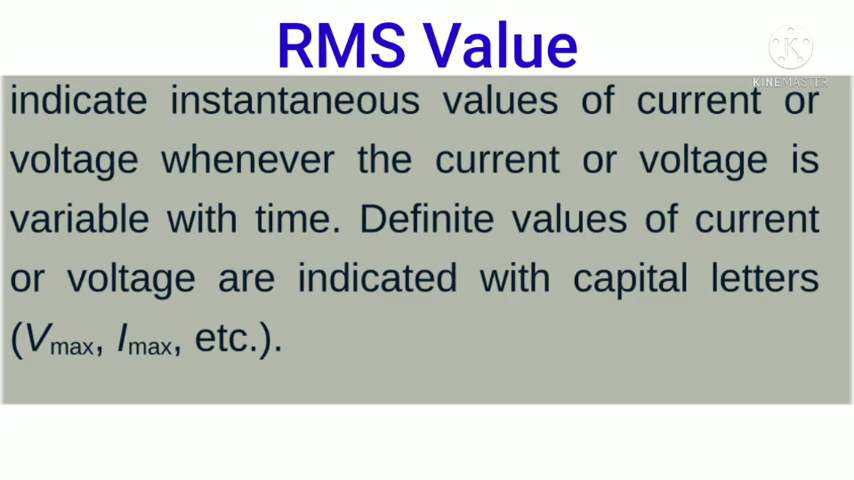 RMS Value
K
KINEMASTER
indicate instantaneous values of current or
voltage whenever the current or voltage is
variable with time. Definite values of current
or voltage are indicated with capital letters
(Vmax, Imax, etc.).